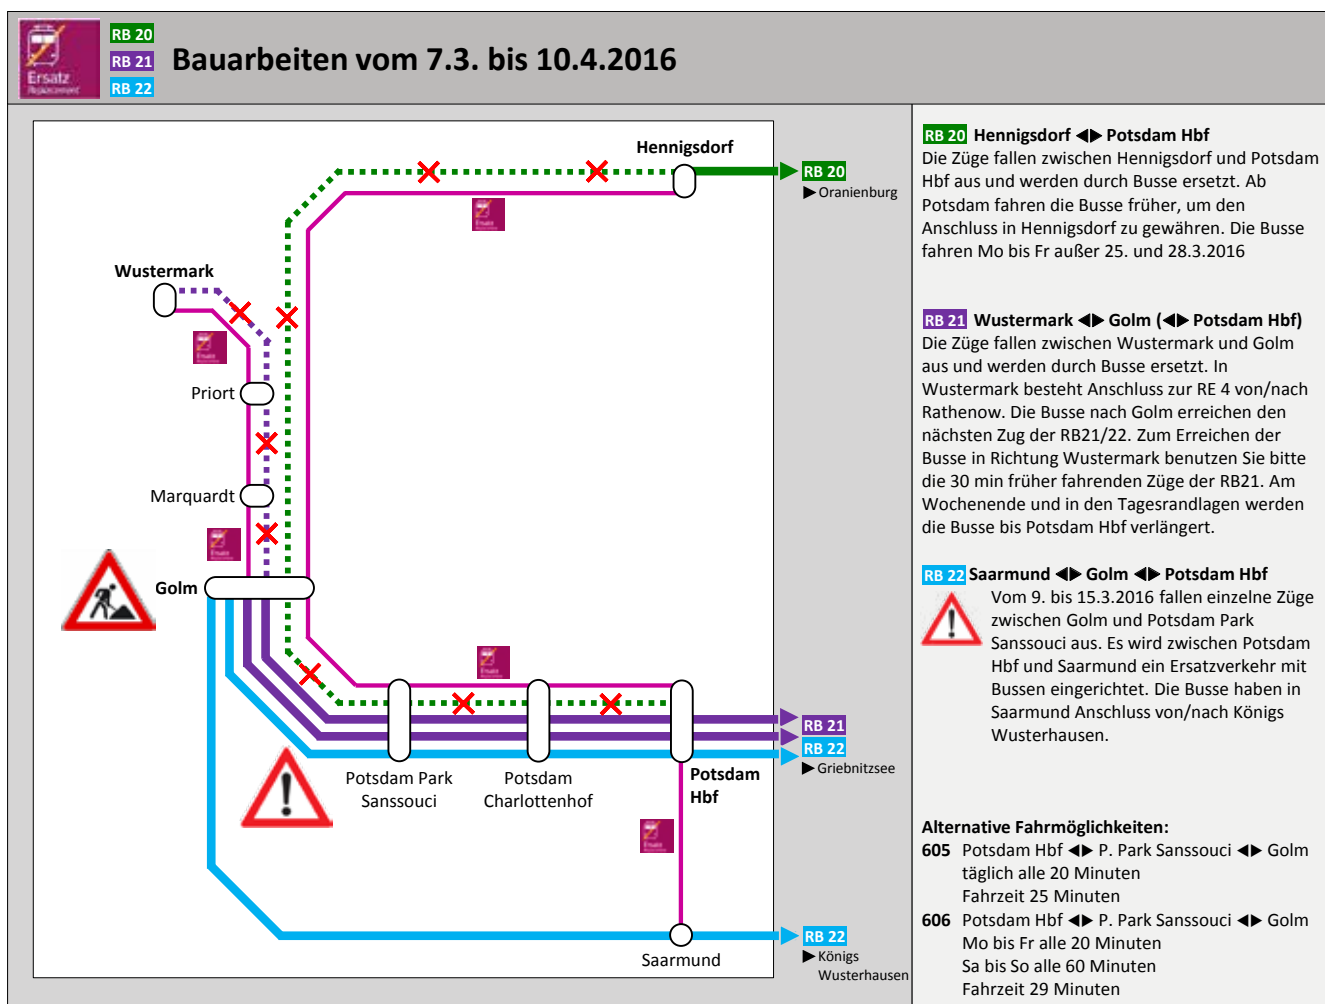 Ersatz
Replacement
RB 20
RB 21
RB 22
Bauarbeiten vom 7.3. bis 10.4.2016
Hennigsdorf
RB 20
▶ Oranienburg
Wustermark
Priort
Marquardt
Golm
RB 21
RB 22
▶ Griebnitzsee
Potsdam Park
Sanssouci
Potsdam
Charlottenhof
Potsdam
Hbf
RB 22
▶ Königs
Wusterhausen
Saarmund
RB 20 Hennigsdorf ◀▶ Potsdam Hbf
Die Züge fallen zwischen Hennigsdorf und Potsdam
Hbf aus und werden durch Busse ersetzt. Ab
Potsdam fahren die Busse früher, um den
Anschluss in Hennigsdorf zu gewähren. Die Busse
fahren Mo bis Fr außer 25. und 28.3.2016
RB 21 Wustermark ◀▶ Golm (◀▶ Potsdam Hbf)
Die Züge fallen zwischen Wustermark und Golm
aus und werden durch Busse ersetzt. In
Wustermark besteht Anschluss zur RE 4 von/nach
Rathenow. Die Busse nach Golm erreichen den
nächsten Zug der RB21/22. Zum Erreichen der
Busse in Richtung Wustermark benutzen Sie bitte
die 30 min früher fahrenden Züge der RB21. Am
Wochenende und in den Tagesrandlagen werden
die Busse bis Potsdam Hbf verlängert.
RB 22 Saarmund ◀▶ Golm ◀▶ Potsdam Hbf
Vom 9. bis 15.3.2016 fallen einzelne Züge
zwischen Golm und Potsdam Park
Sanssouci aus. Es wird zwischen Potsdam
Hbf und Saarmund ein Ersatzverkehr mit
Bussen eingerichtet. Die Busse haben in
Saarmund Anschluss von/nach Königs
Wusterhausen.
Alternative Fahrmöglichkeiten:
605 Potsdam Hbf ◀▶ P. Park Sanssouci ◀▶ Golm
täglich alle 20 Minuten
Fahrzeit 25 Minuten
606 Potsdam Hbf ◀▶ P. Park Sanssouci ◀▶ Golm
Mo bis Fr alle 20 Minuten
Sa bis So alle 60 Minuten
Fahrzeit 29 Minuten